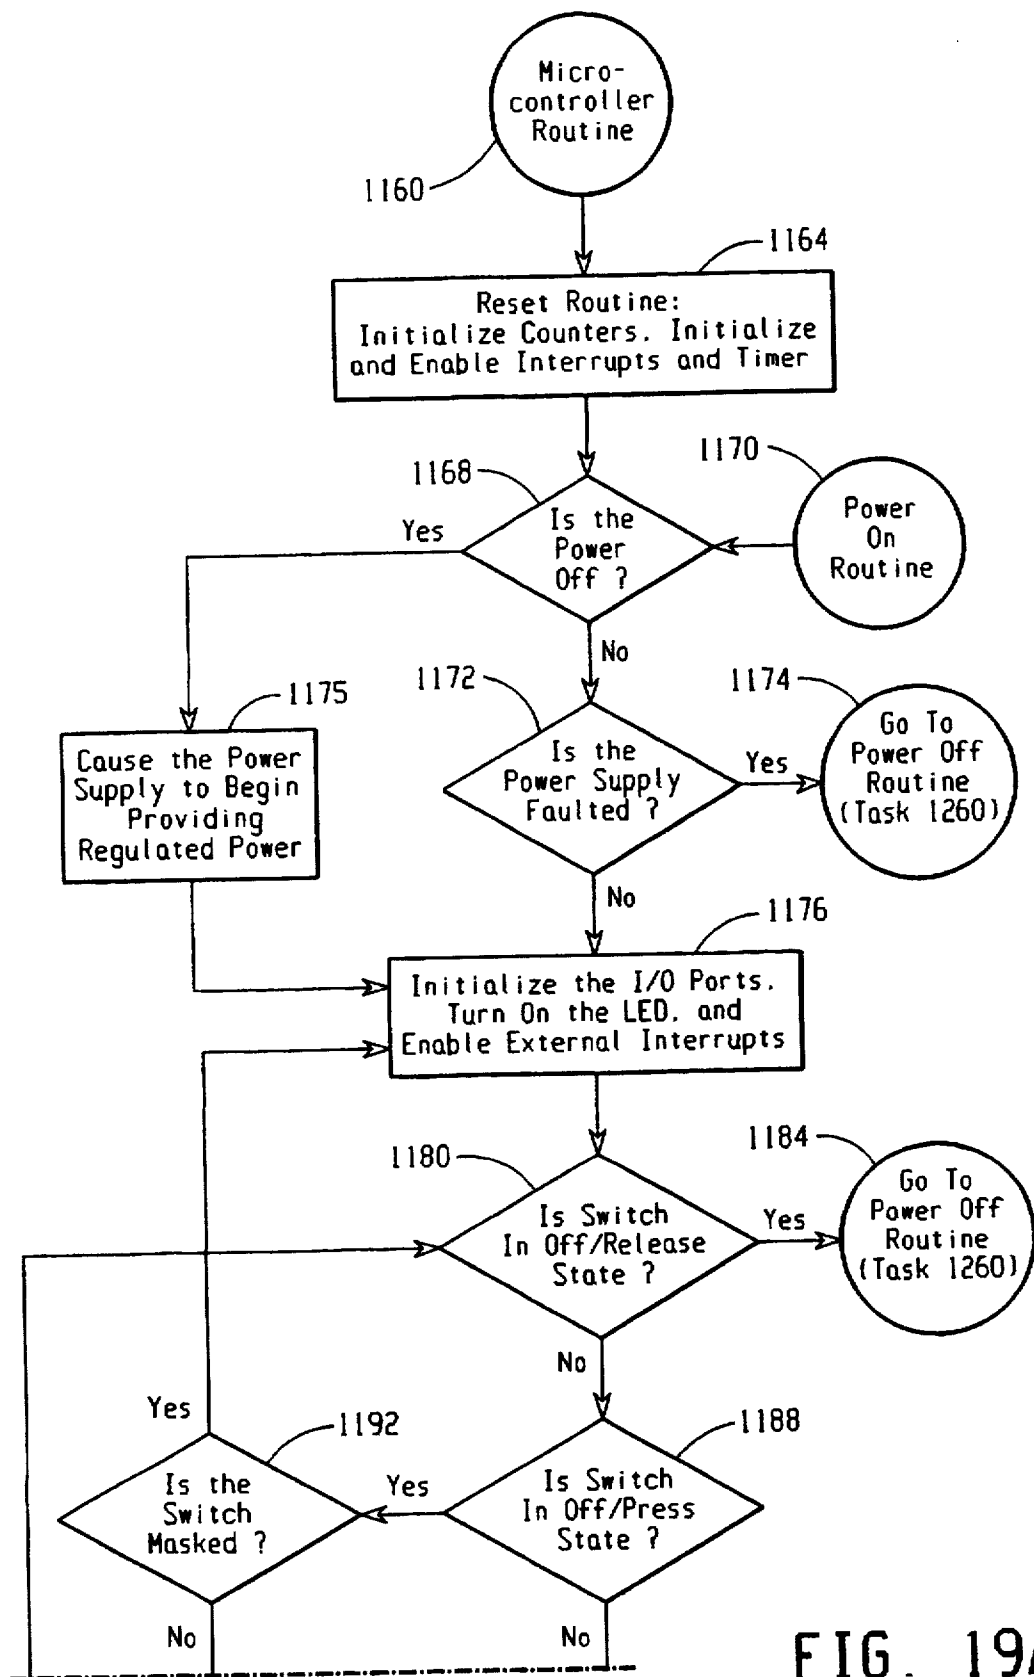 Micro-
controller
Routine
1160
1164
Reset Routine:
Initialize Counters. Initialize
and Enable Interrupts and Timer
1168
1170
Is the
Power
Off ?
Power
On
Routine
Yes
No
1172
1174
1175
Is the
Power Supply
Faulted ?
Yes
Go To
Power Off
Routine
(Task 1260)
Cause the Power
Supply to Begin
Providing
Regulated Power
No
1176
Initialize the I/O Ports.
Turn On the LED. and
Enable External Interrupts
1180
1184
Is Switch
In Off/Release
State ?
Yes
Go To
Power Off
Routine
(Task 1260)
No
1188
1192
Yes
Is Switch
In Off/Press
State ?
Yes
Is the
Switch
Masked ?
No
No
FIG. 19